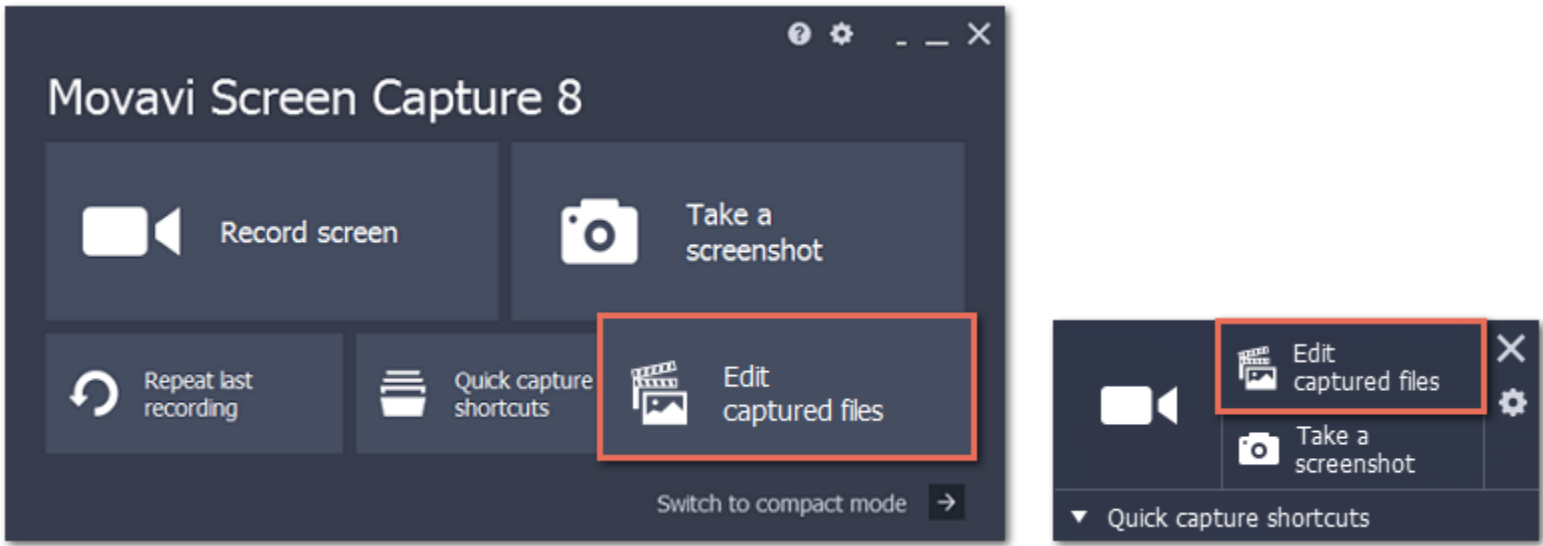 Movavi Screen Capture 8
Record screen
Take a
screenshot
Repeat last
recording
Quick capture
shortcuts
Edit
captured files
Switch to compact mode
Edit
captured files
Take a
screenshot
Quick capture shortcuts